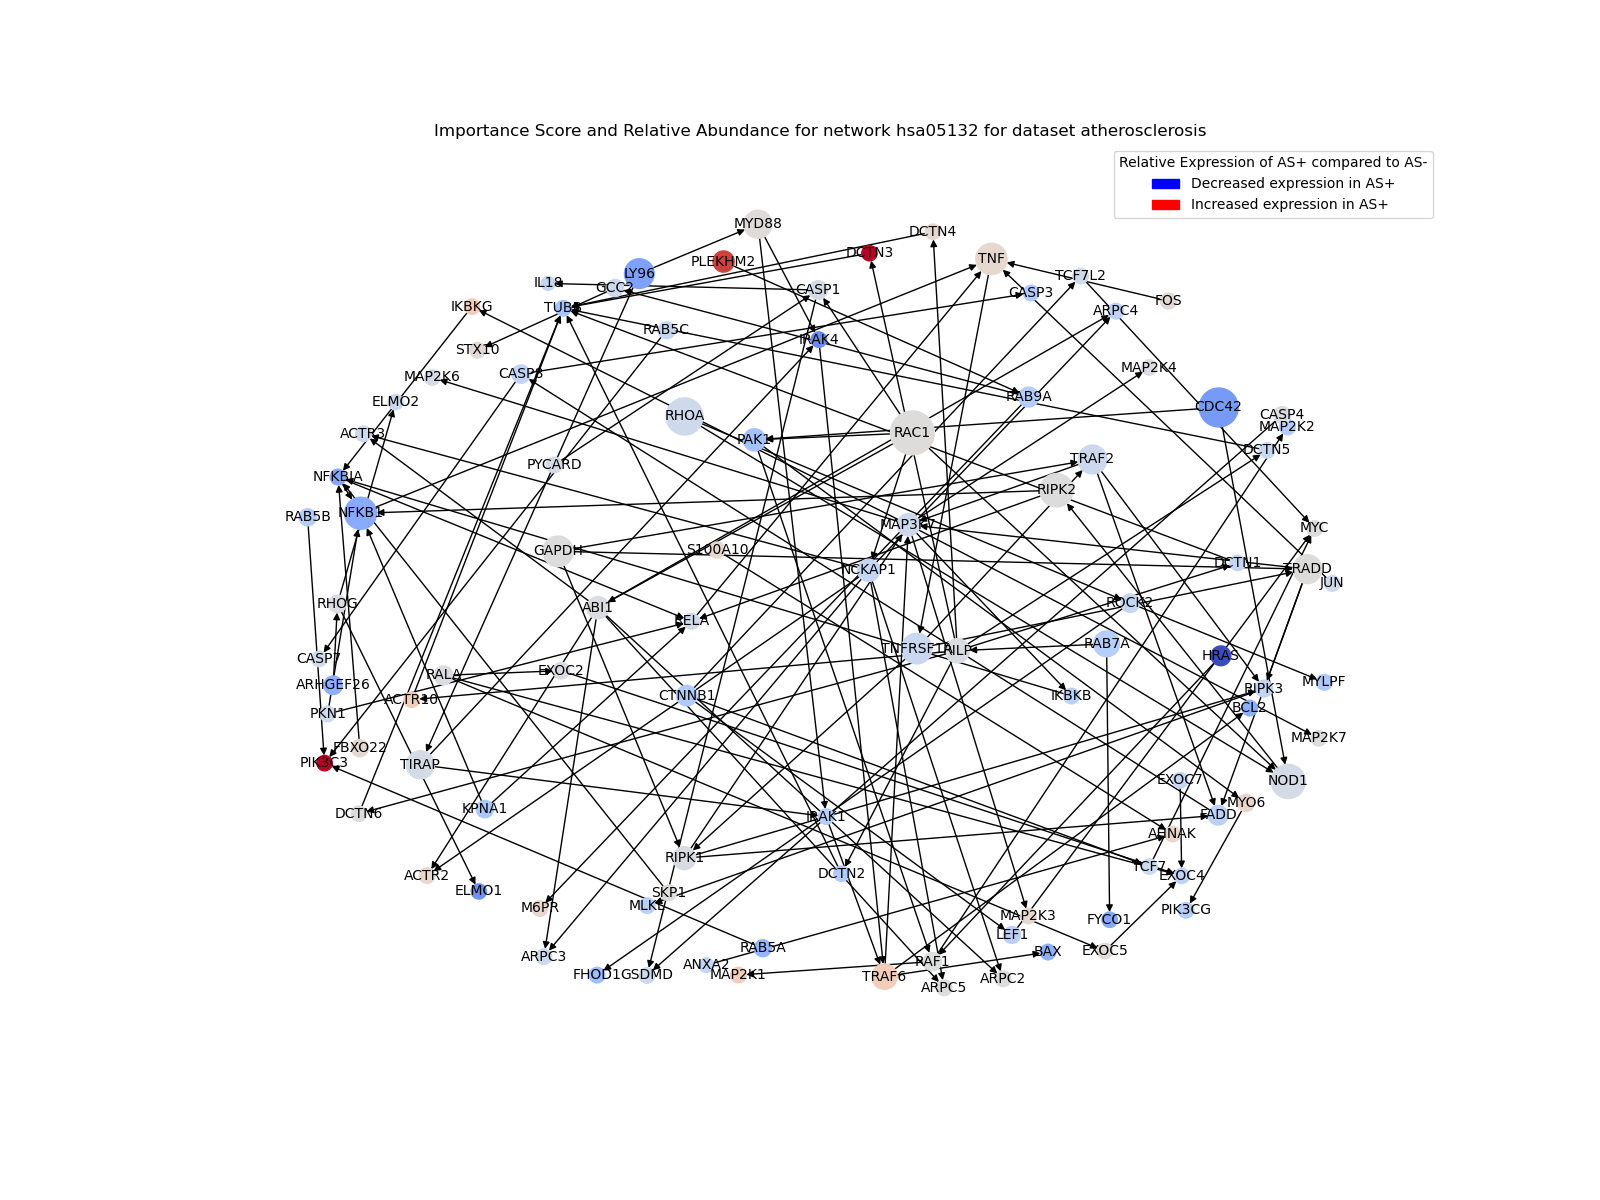 Importance Score and Relative Abundance for network hsa05132 for dataset atherosclerosis
Relative Expression of AS+ compared to AS-
Decreased expression in AS+
Increased expression in AS+
MYD88
DCTN4
DCTN3
PLEKHM2
TNF
LY96
TCF7L2
IL18
GCC2
CASP1
CASP3
FOS
IKBKG
ARPC4
RAB5C
IRAK4
STX10
MAP2K4
MAP2K6
CASP8
RAB9A
ELMO2
CDC42
CASP4
RHOA
MAP2K2
ACTR3
PAK1
RAC1
DCTN5
TRAF2
PYCARD
NFKBIA
RIPK2
NFKB1
RAB5B
MAP3K7
MYC
GAPDH
S100A10
DCTN1
NCKAP1
TRADD
JUN
RHOG
ABI1
ROCK2
RELA
RAB7A
CASP7
HRAS
RALA
EXOC2
ARHGEF26
RIPK3
MYLPF
ACTR10
CTNNB1
IKBKB
BCL2
PKN1
MAP2K7
FBXO22
PIK3C3
TIRAP
EXOC7
NOD1
MYO6
DCTN6
KPNA1
IRAK1
FADD
AHNAK
RIPK1
TCF7
ACTR2
DCTN2
EXOC4
ELMO1
SKP1
M6PR
MLKL
MAP2K3
PIK3CG
FYCO1
LEF1
RAB5A
BAX
EXOC5
ARPC3
ANXA2
RAF1
FHOD1
GSDMD
MAP2K1
TRAF6
ARPC2
ARPC5